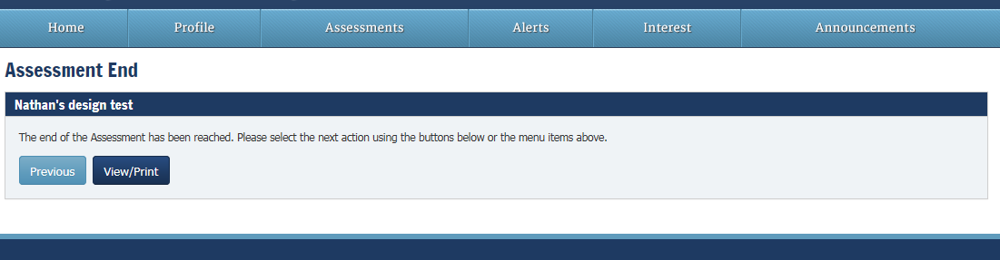 Home Profile Assessments Alerts Interest Announcements
Assessment End
Nathan's design test
The end of the Assessment has been reached. Please select the next action using the buttons below or the menu items above.
Previous View/Print